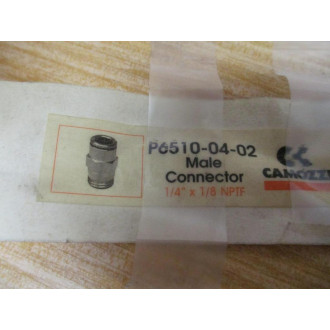 P6510-04-02
Male
Connector
1/4" x 1/8 NPTF
CAMOZZI